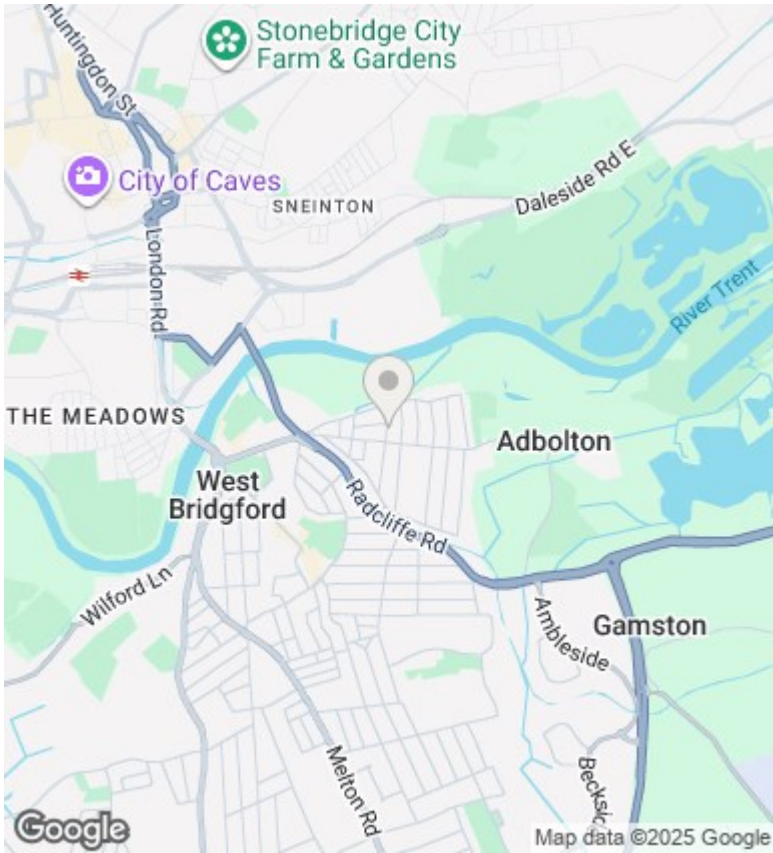 Huntingdon St
Stonebridge City
Farm & Gardens
City of Caves
SNEINTON
Daleside Rd E
London Rd
River Trent
THE MEADOWS
Adbolton
West
Bridgford
Radcliffe Rd
Wilford Ln
Ambleside
Gamston
Melton Rd
Becksid
Google
Map data ©2025 Google